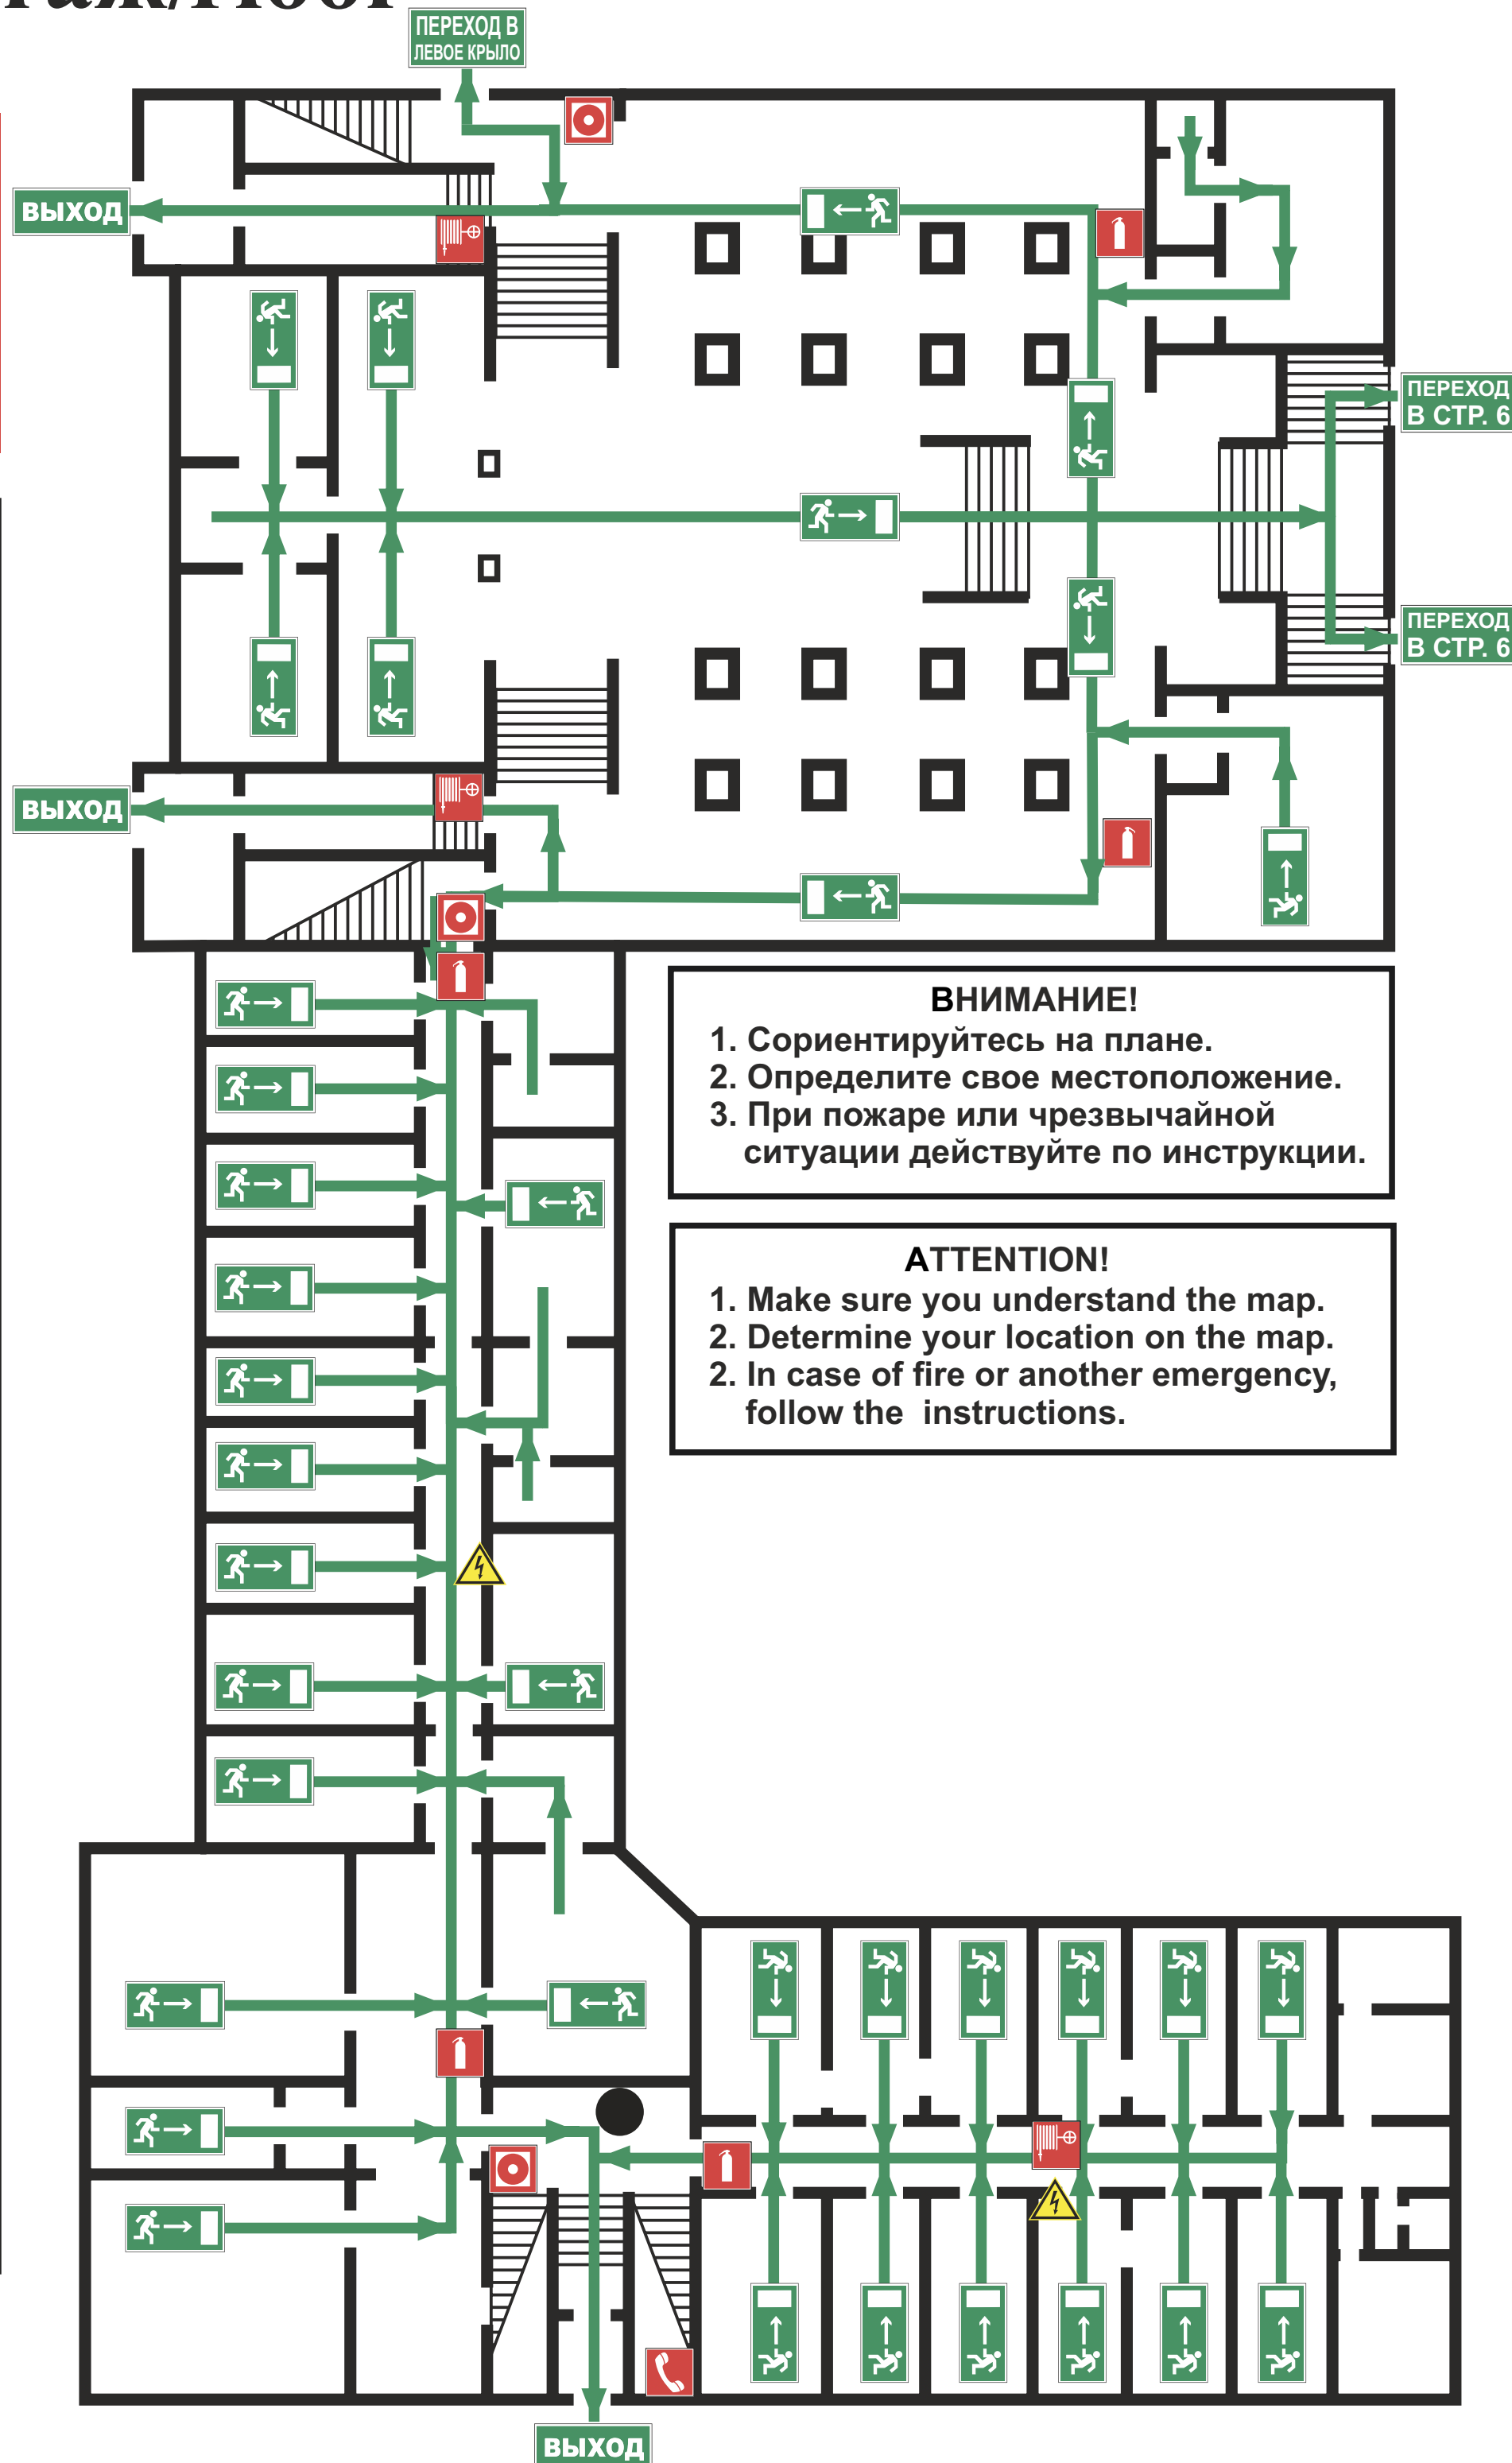 ПЕРЕХОД В
ЛЕВОЕ КРЫЛО
ВЫХОД
ПЕРЕХОД
В СТР. 6
ПЕРЕХОД
В СТР. 6
ВЫХОД
ВНИМАНИЕ!
1. Сориентируйтесь на плане.
2. Определите свое местоположение.
3. При пожаре или чрезвычайной
ситуации действуйте по инструкции.
ATTENTION!
1. Make sure you understand the map.
2. Determine your location on the map.
2. In case of fire or another emergency,
follow the instructions.
ВЫХОД